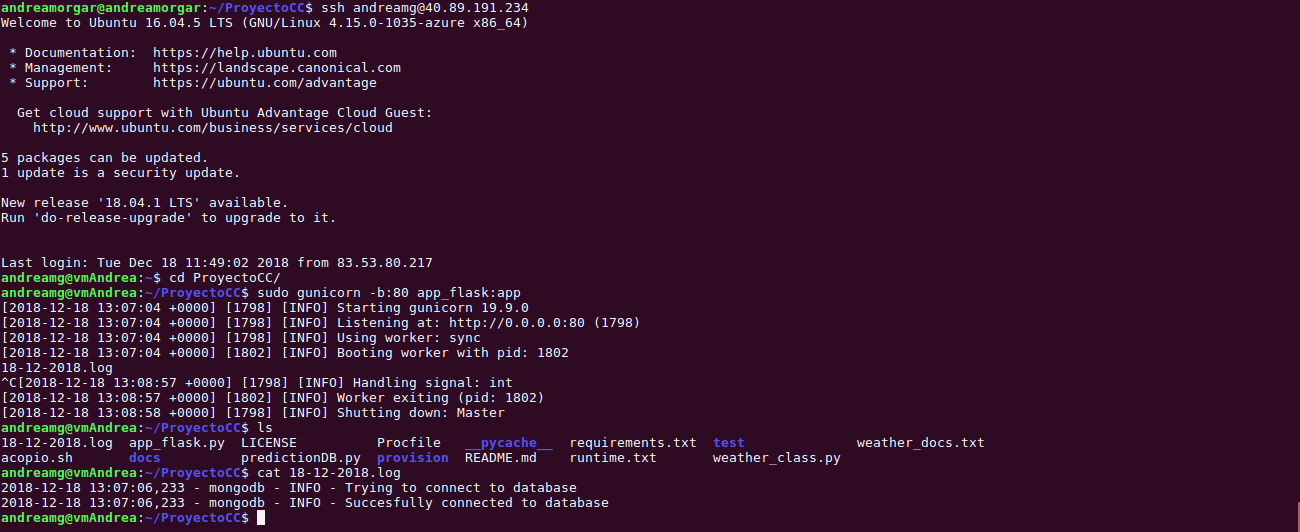 andreamorgar@andreamorgar:~/ProyectoCC$ ssh andreamg@40.89.191.234
Welcome to Ubuntu 16.04.5 LTS (GNU/Linux 4.15.0-1035-azure x86_64)
* Documentation:  https://help.ubuntu.com
* Management:     https://landscape.canonical.com
* Support:        https://ubuntu.com/advantage
Get cloud support with Ubuntu Advantage Cloud Guest:
http://www.ubuntu.com/business/services/cloud
5 packages can be updated.
1 update is a security update.
New release '18.04.1 LTS' available.
Run 'do-release-upgrade' to upgrade to it.
Last login: Tue Dec 18 11:49:02 2018 from 83.53.80.217
andreamg@vmAndrea:~$ cd ProyectoCC/
andreamg@vmAndrea:~/ProyectoCC$ sudo gunicorn -b:80 app_flask:app
[2018-12-18 13:07:04 +0000] [1798] [INFO] Starting gunicorn 19.9.0
[2018-12-18 13:07:04 +0000] [1798] [INFO] Listening at: http://0.0.0.0:80 (1798)
[2018-12-18 13:07:04 +0000] [1798] [INFO] Using worker: sync
[2018-12-18 13:07:04 +0000] [1802] [INFO] Booting worker with pid: 1802
18-12-2018.log
^C[2018-12-18 13:08:57 +0000] [1798] [INFO] Handling signal: int
[2018-12-18 13:08:57 +0000] [1802] [INFO] Worker exiting (pid: 1802)
[2018-12-18 13:08:58 +0000] [1798] [INFO] Shutting down: Master
andreamg@vmAndrea:~/ProyectoCC$ ls
18-12-2018.log  app_flask.py  LICENSE          Procfile   __pycache__  requirements.txt  test              weather_docs.txt
acopio.sh       docs          predictionDB.py  provision  README.md    runtime.txt       weather_class.py
andreamg@vmAndrea:~/ProyectoCC$ cat 18-12-2018.log
2018-12-18 13:07:06,233 - mongodb - INFO - Trying to connect to database
2018-12-18 13:07:06,233 - mongodb - INFO - Succesfully connected to database
andreamg@vmAndrea:~/ProyectoCC$